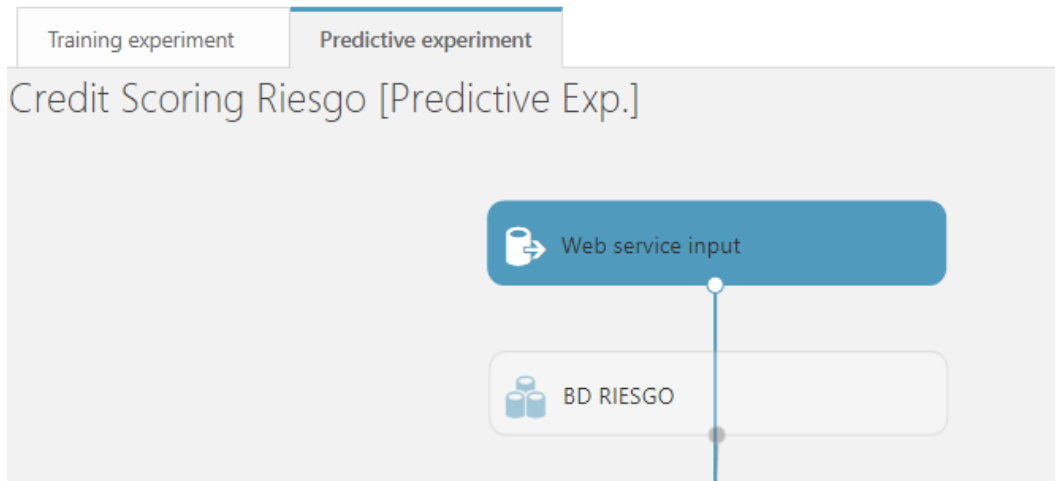 Training experiment
Predictive experiment
Credit Scoring Riesgo [Predictive Exp.]
Web service input
BD RIESGO